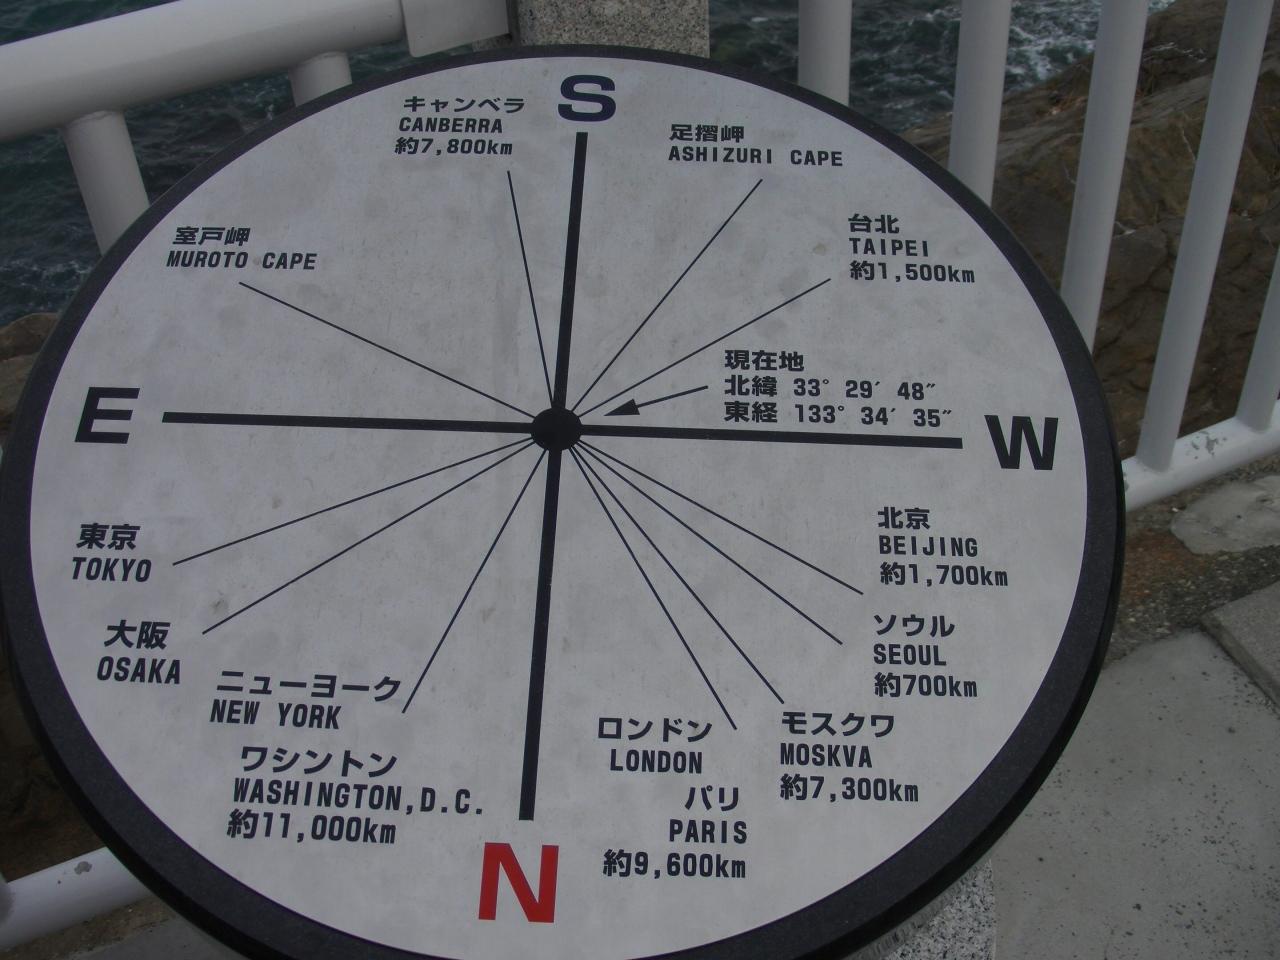 S
キャンベラ
CANBERRA
約7,800km
足摺岬
ASHIZURI CAPE
室戸岬
MUROTO CAPE
台北
TAIPEI
約1,500km
現在地
北緯 33° 29′ 48″
東経 133° 34′ 35″
E
W
東京
TOKYO
北京
BEIJING
約1,700km
大阪
OSAKA
ソウル
SEOUL
約700km
ニューヨーク
NEW YORK
ワシントン
WASHINGTON,D.C.
約11,000km
ロンドン
LONDON
パリ
PARIS
約9,600km
モスクワ
MOSKVA
約7,300km
N